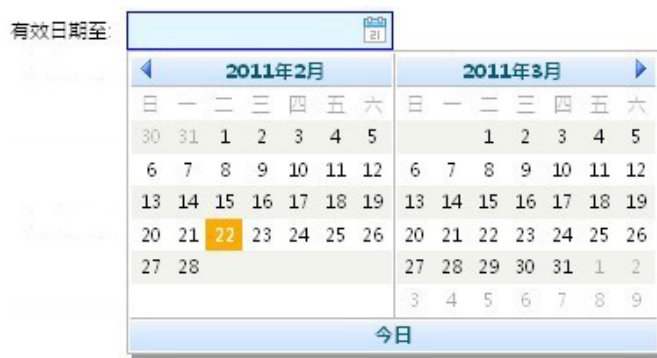 有效日期至:
21
2011年2月 2011年3月
日 一 二 三 四 五 六 日 一 二 三 四 五 六
30 31 1 2 3 4 5 1 2 3 4 5
6 7 8 9 10 11 12 6 7 8 9 10 11 12
13 14 15 16 17 18 19 13 14 15 16 17 18 19
20 21 22 23 24 25 26 20 21 22 23 24 25 26
27 28 27 28 29 30 31 1 2
3 4 5 6 7 8 9
今日